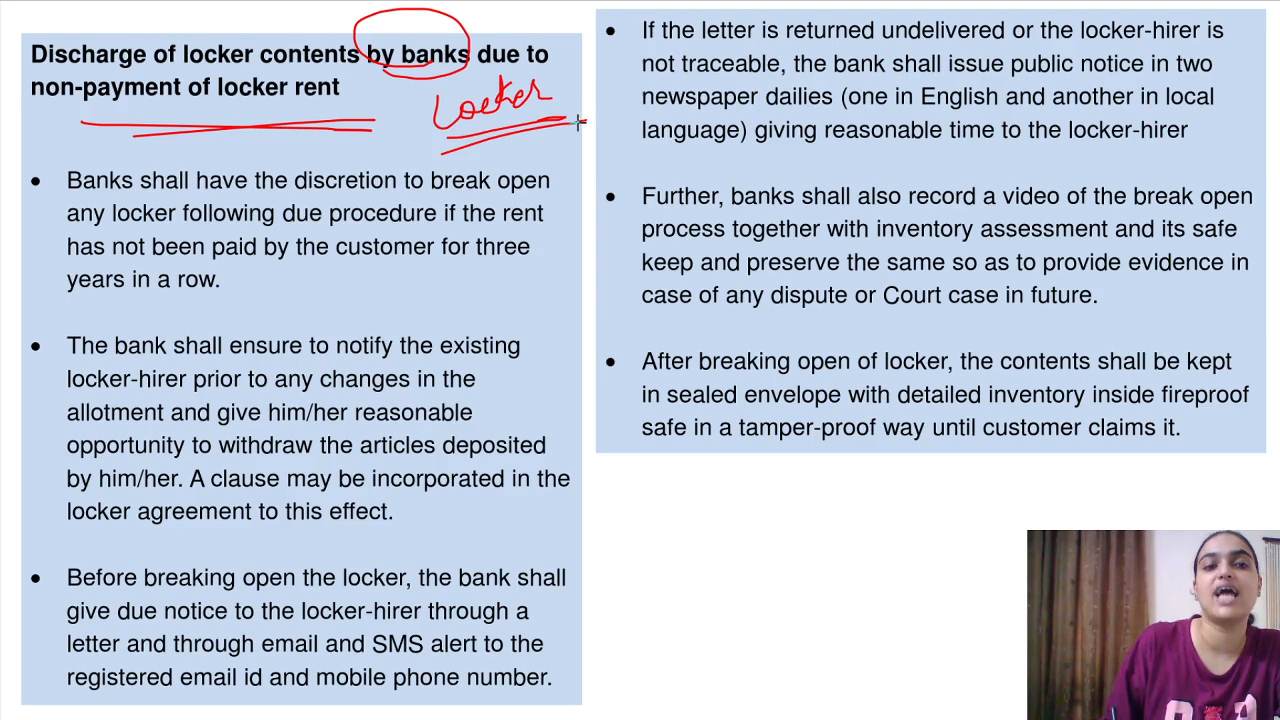 Discharge of locker contents by banks due to
non-payment of locker rent
Locker
• Banks shall have the discretion to break open
any locker following due procedure if the rent
has not been paid by the customer for three
years in a row.
• The bank shall ensure to notify the existing
locker-hirer prior to any changes in the
allotment and give him/her reasonable
opportunity to withdraw the articles deposited
by him/her. A clause may be incorporated in the
locker agreement to this effect.
• Before breaking open the locker, the bank shall
give due notice to the locker-hirer through a
letter and through email and SMS alert to the
registered email id and mobile phone number.
• If the letter is returned undelivered or the locker-hirer is
not traceable, the bank shall issue public notice in two
newspaper dailies (one in English and another in local
language) giving reasonable time to the locker-hirer
• Further, banks shall also record a video of the break open
process together with inventory assessment and its safe
keep and preserve the same so as to provide evidence in
case of any dispute or Court case in future.
• After breaking open of locker, the contents shall be kept
in sealed envelope with detailed inventory inside fireproof
safe in a tamper-proof way until customer claims it.